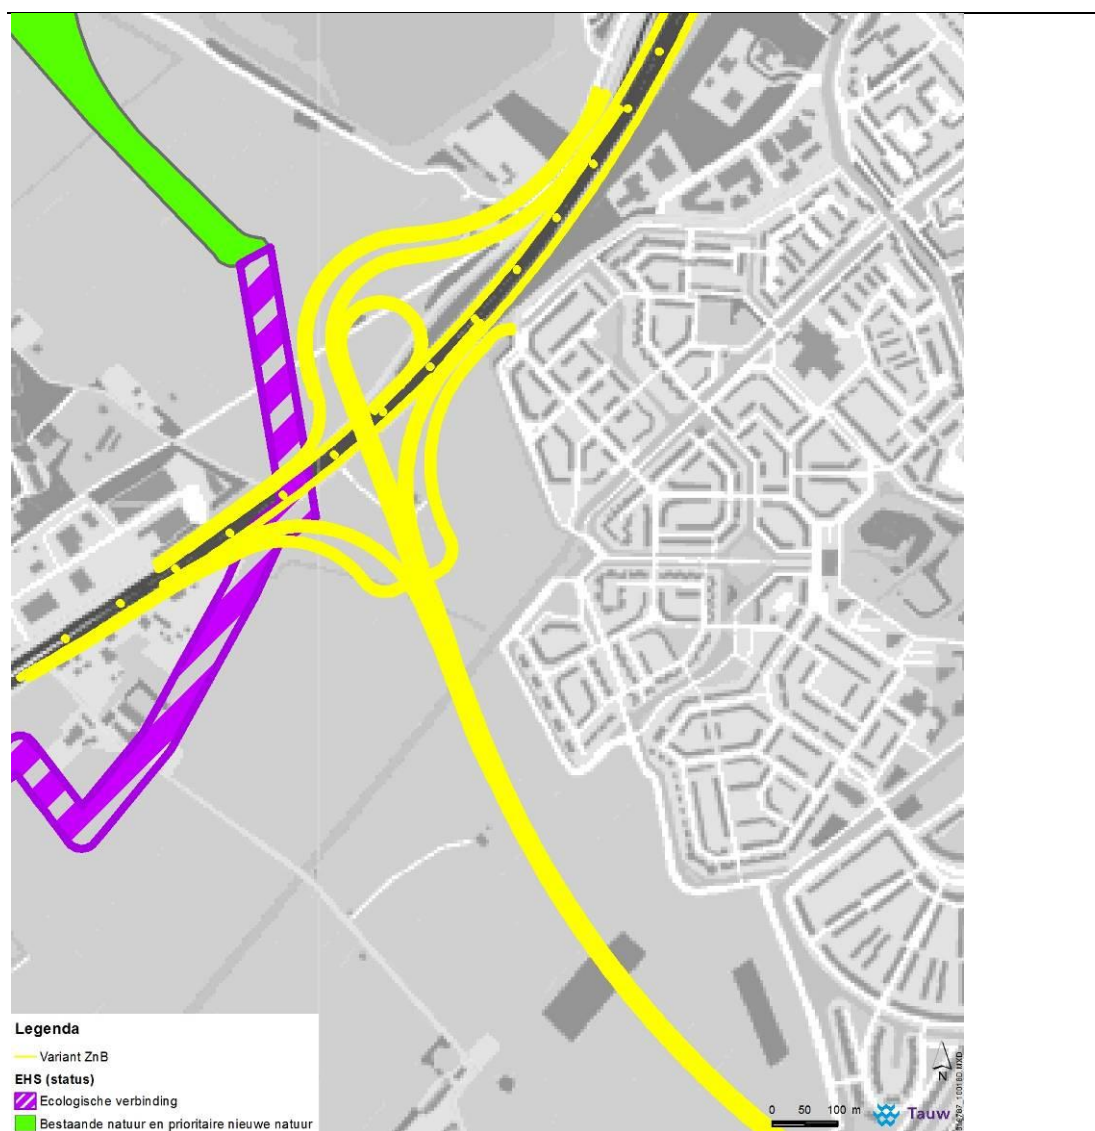 Legenda
Variant ZnB
EHS (status)
Ecologische verbinding
Bestaande natuur en prioritaire nieuwe natuur
0 50 100 m
N
Tauw